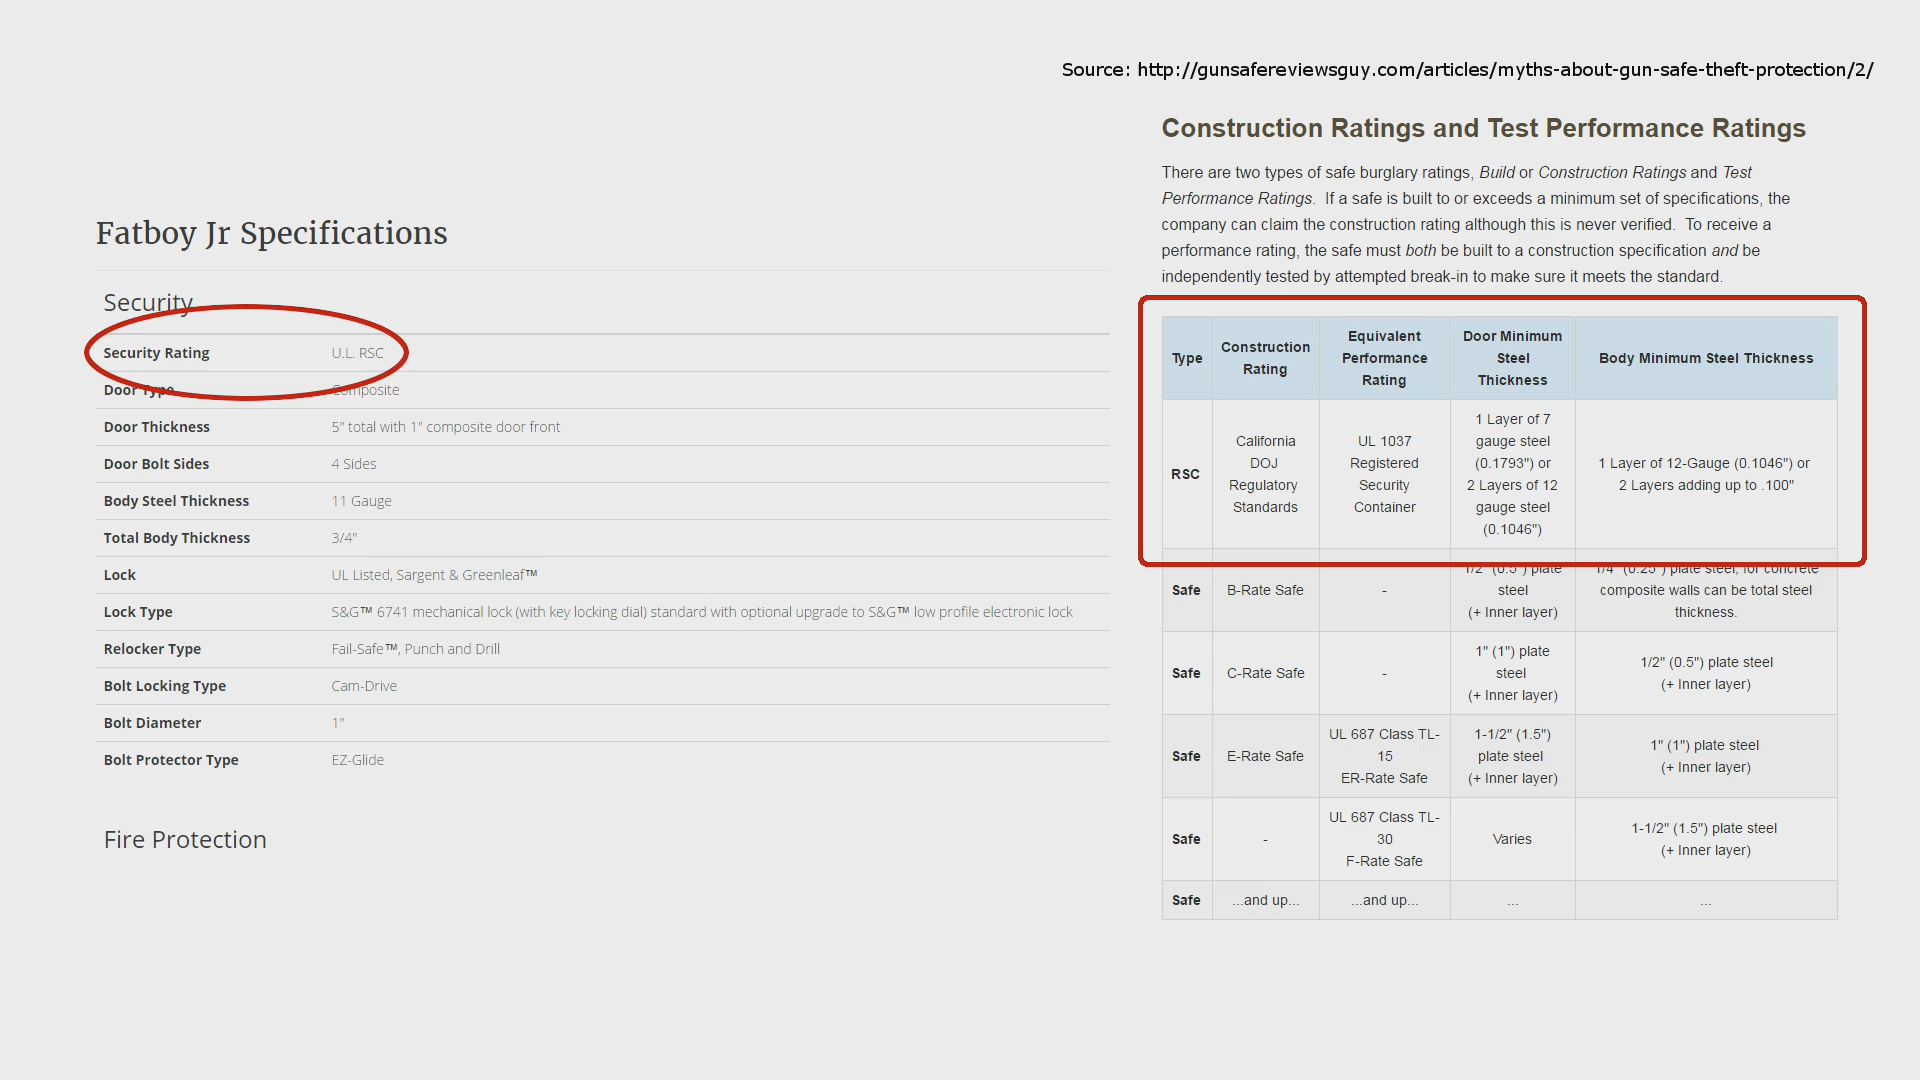 Source: http://gunsafereviewsguy.com/articles/myths-about-gun-safe-theft-protection/2/
Fatboy Jr Specifications
Security
Security Rating U.L. RSC
Door Type Composite
Door Thickness 5" total with 1" composite door front
Door Bolt Sides 4 Sides
Body Steel Thickness 11 Gauge
Total Body Thickness 3/4"
Lock UL Listed, Sargent & Greenleaf™
Lock Type S&G™ 6741 mechanical lock (with key locking dial) standard with optional upgrade to S&G™ low profile electronic lock
Relocker Type Fail-Safe™, Punch and Drill
Bolt Locking Type Cam-Drive
Bolt Diameter 1"
Bolt Protector Type EZ-Glide
Fire Protection
Construction Ratings and Test Performance Ratings
There are two types of safe burglary ratings, Build or Construction Ratings and Test
Performance Ratings. If a safe is built to or exceeds a minimum set of specifications, the
company can claim the construction rating although this is never verified. To receive a
performance rating, the safe must both be built to a construction specification and be
independently tested by attempted break-in to make sure it meets the standard.
Type
Construction
Rating
Equivalent
Performance
Rating
Door Minimum
Steel
Thickness
Body Minimum Steel Thickness
RSC
California
DOJ
Regulatory
Standards
UL 1037
Registered
Security
Container
1 Layer of 7
gauge steel
(0.1793") or
2 Layers of 12
gauge steel
(0.1046")
1 Layer of 12-Gauge (0.1046") or
2 Layers adding up to .100"
Safe
B-Rate Safe
-
1/2" (0.5") plate
steel
(+ Inner layer)
1/4" (0.25") plate steel, for concrete
composite walls can be total steel
thickness.
Safe
C-Rate Safe
-
1" (1") plate
steel
(+ Inner layer)
1/2" (0.5") plate steel
(+ Inner layer)
Safe
E-Rate Safe
UL 687 Class TL-
15
ER-Rate Safe
1-1/2" (1.5")
plate steel
(+ Inner layer)
1" (1") plate steel
(+ Inner layer)
Safe
-
UL 687 Class TL-
30
F-Rate Safe
Varies
1-1/2" (1.5") plate steel
(+ Inner layer)
Safe
...and up...
...and up...
...
...